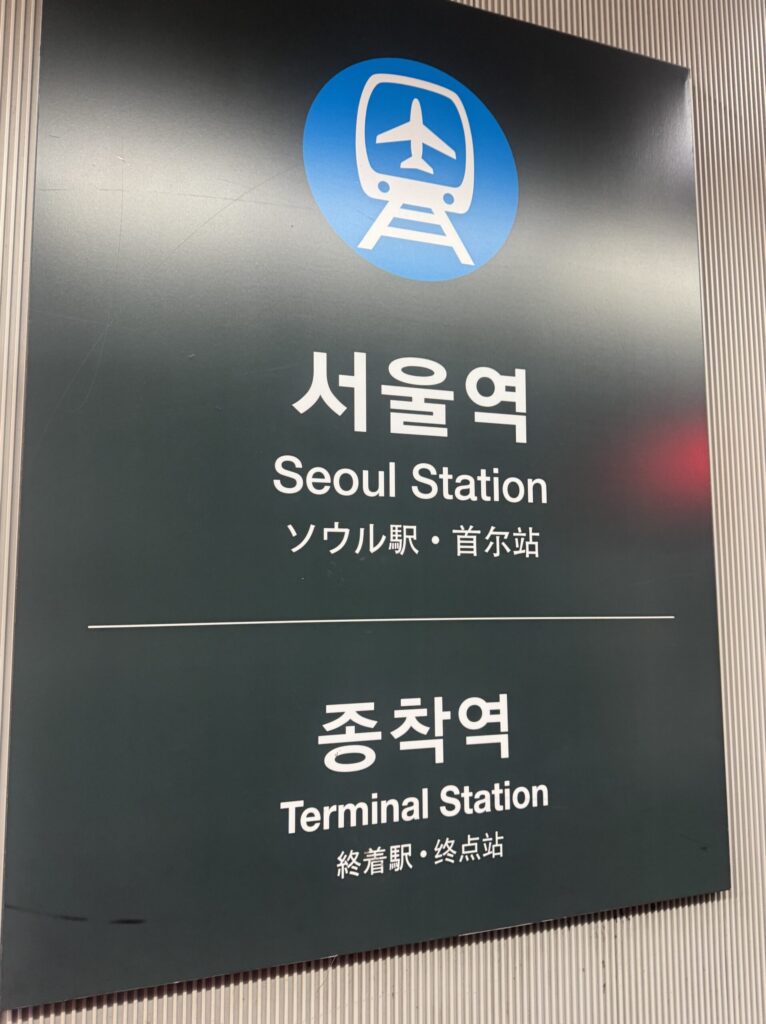 서울역
Seoul Station
ソウル駅・首尔站
종착역
Terminal Station
終着駅・终点站